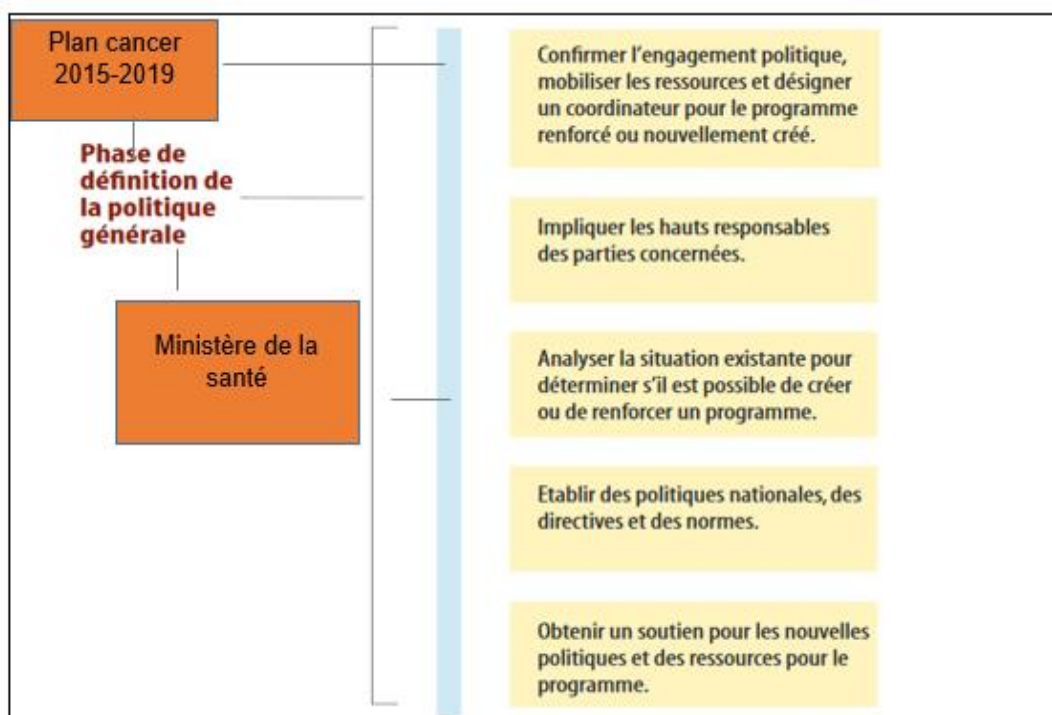 Plan cancer
2015-2019
Phase de
définition de
la politique
générale
Ministère de la
santé
Confirmer l'engagement politique,
mobiliser les ressources et désigner
un coordinateur pour le programme
renforcé ou nouvellement créé.
Impliquer les hauts responsables
des parties concernées.
Analyser la situation existante pour
déterminer s'il est possible de créer
ou de renforcer un programme.
Etablir des politiques nationales, des
directives et des normes.
Obtenir un soutien pour les nouvelles
politiques et des ressources pour le
programme.